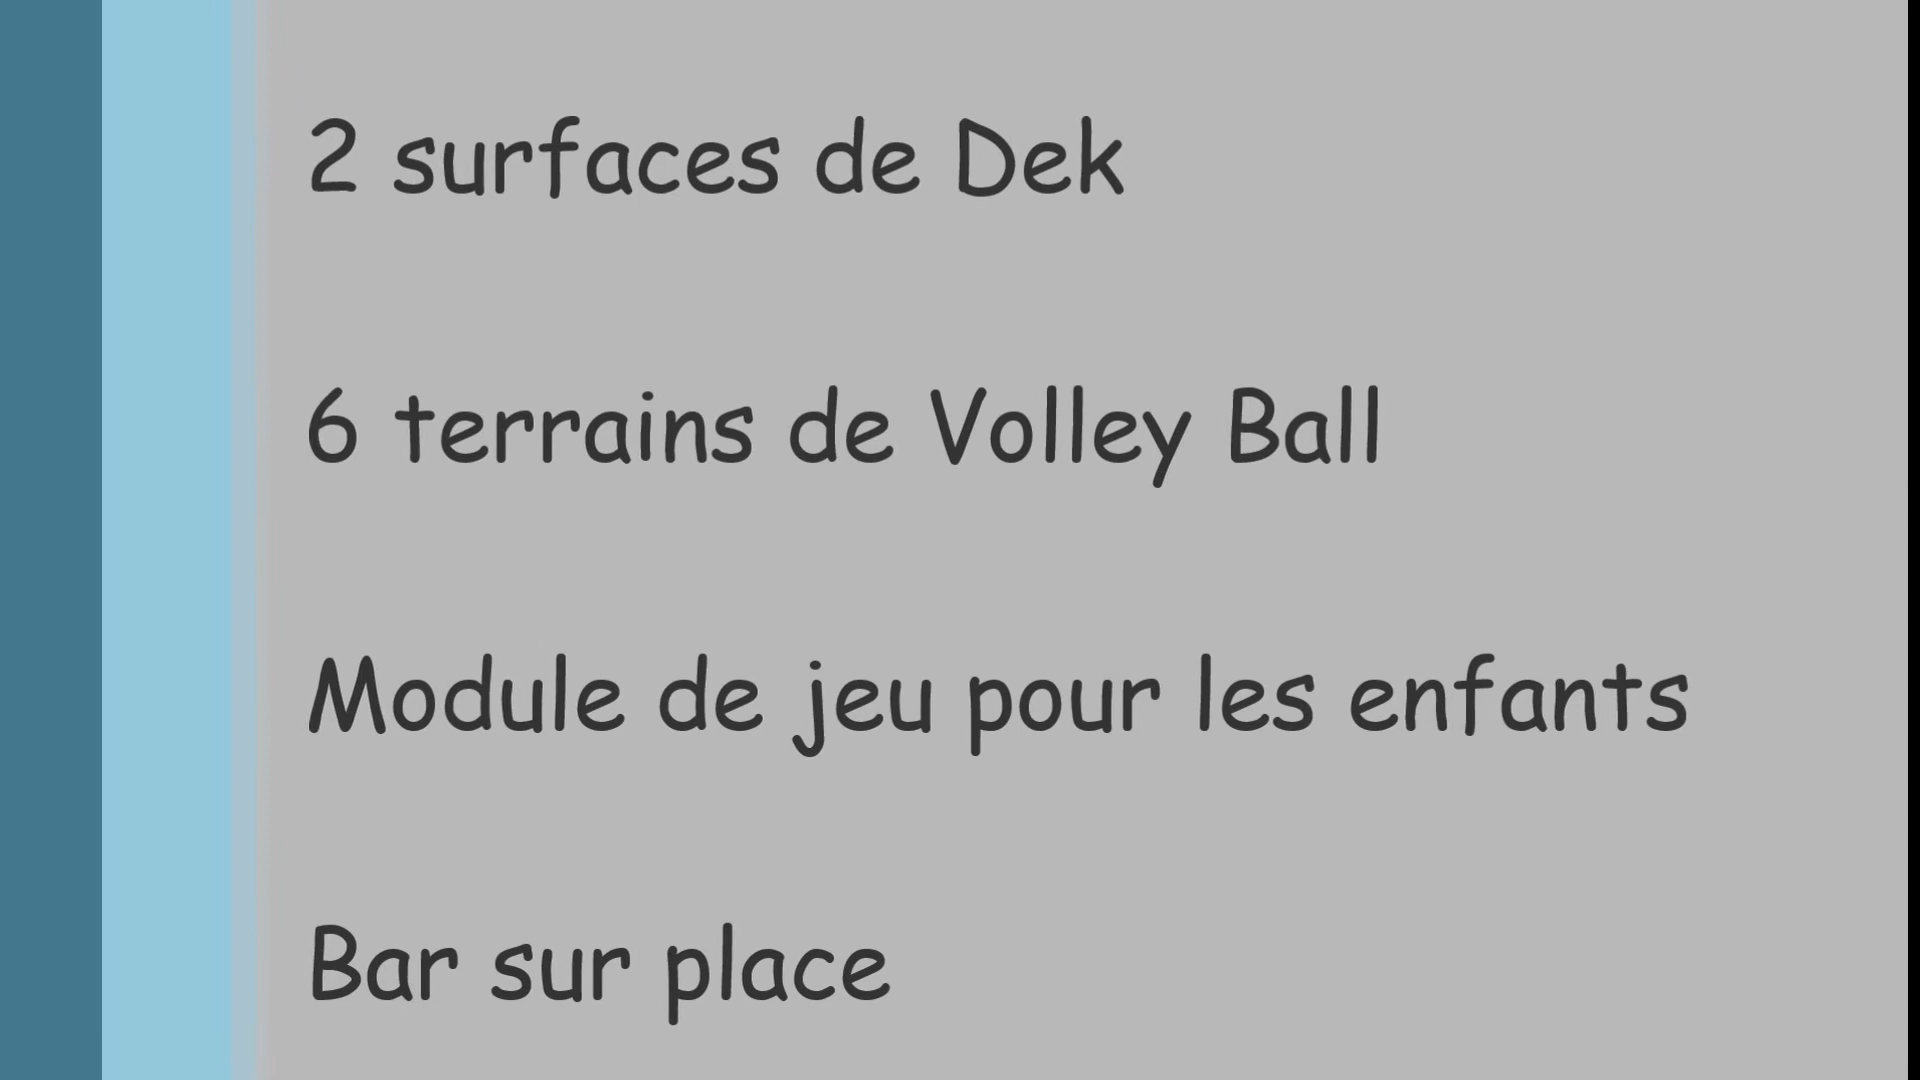 2 surfaces de Dek
6 terrains de Volley Ball
Module de jeu pour les enfants
Bar sur place